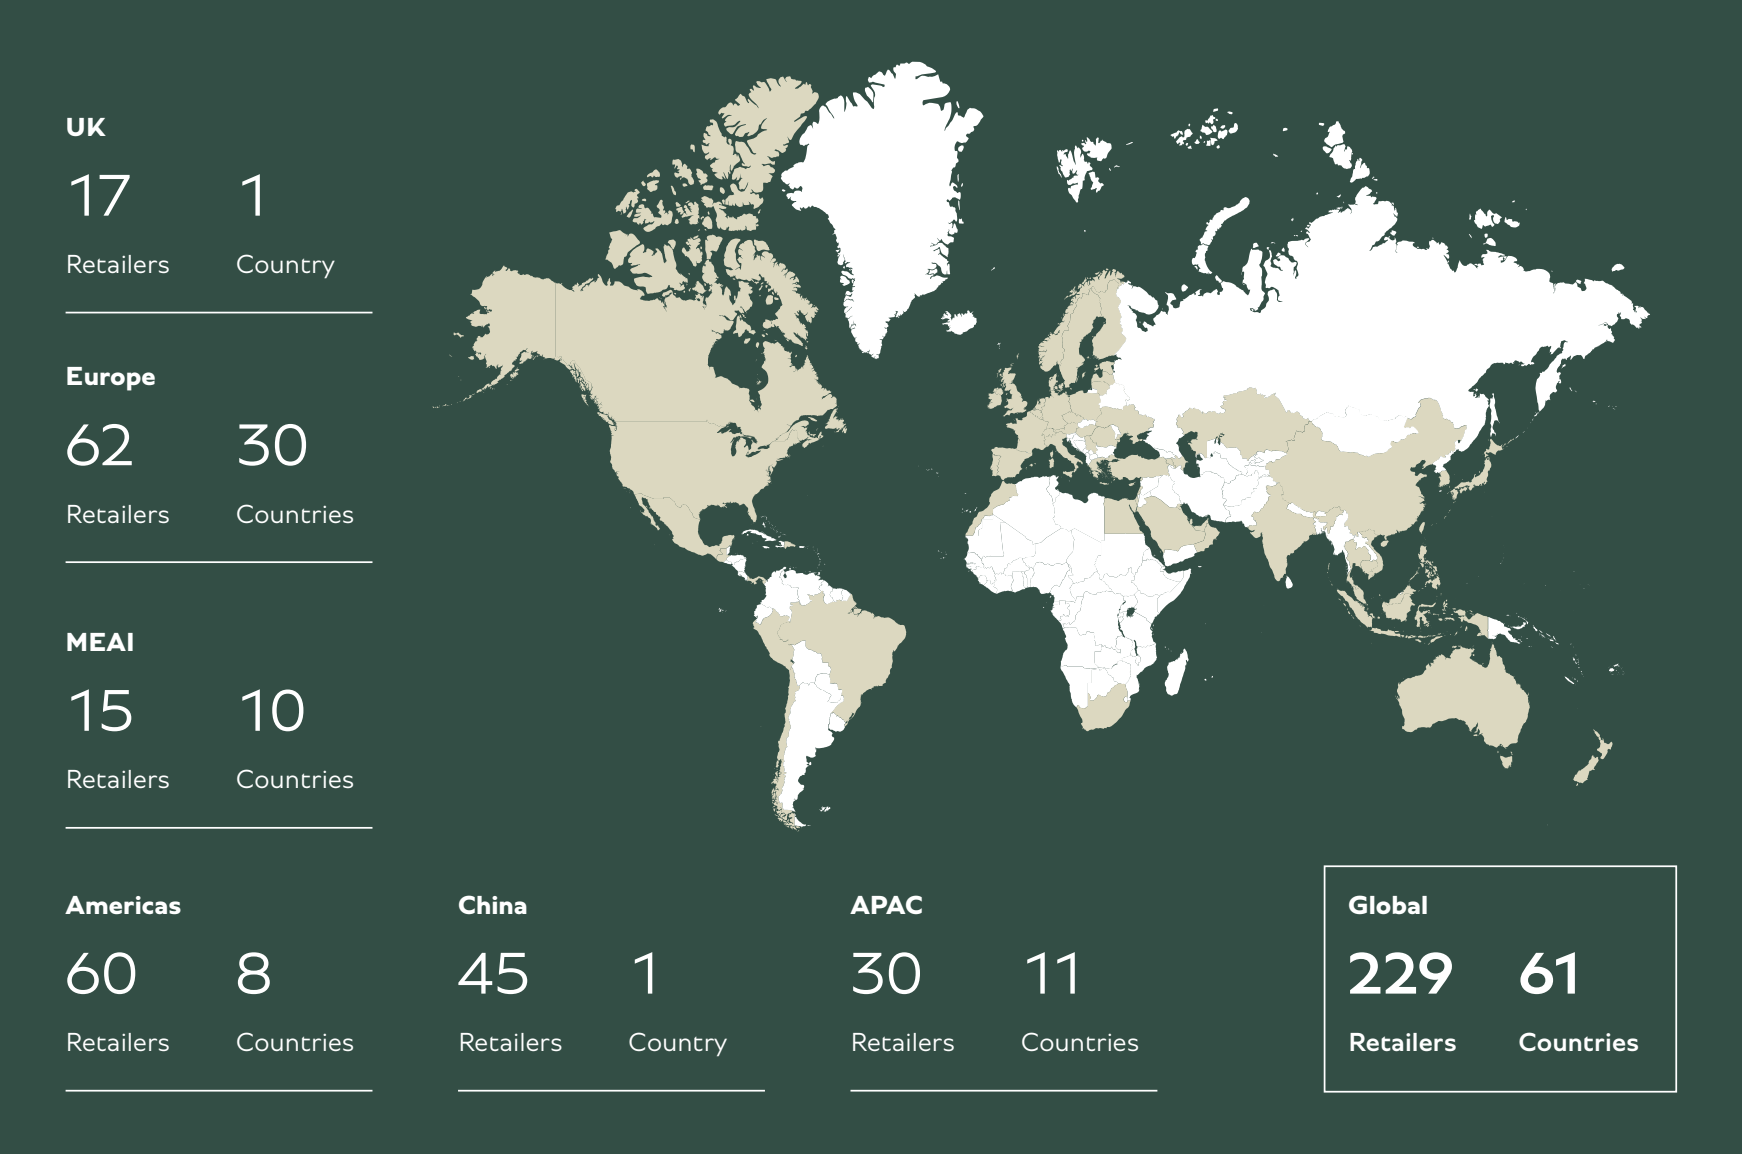 UK
17 1
Retailers Country
Europe
62 30
Retailers Countries
MEAI
15 10
Retailers Countries
Americas
60 8
Retailers Countries
China
45 1
Retailers Country
APAC
30 11
Retailers Countries
Global
229 61
Retailers Countries